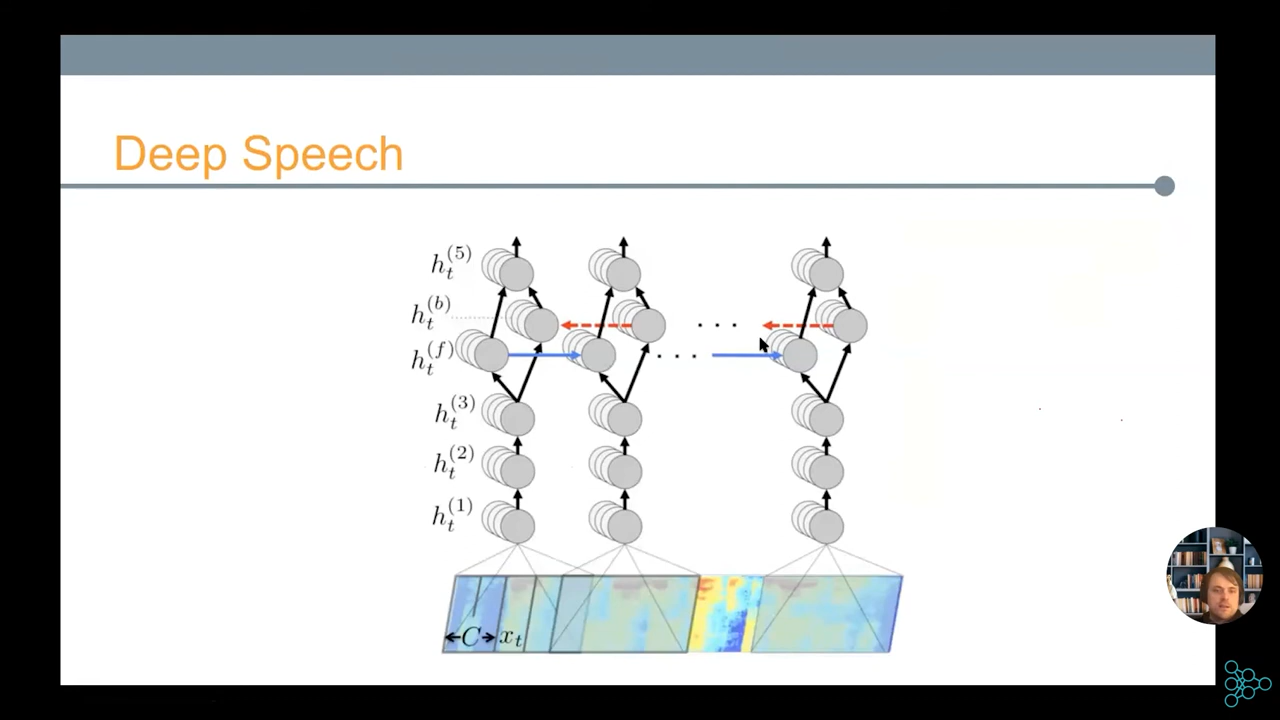 Deep Speech
h_t^{(5)}
h_t^{(b)}
h_t^{(f)}
h_t^{(3)}
h_t^{(2)}
h_t^{(1)}
C x_t